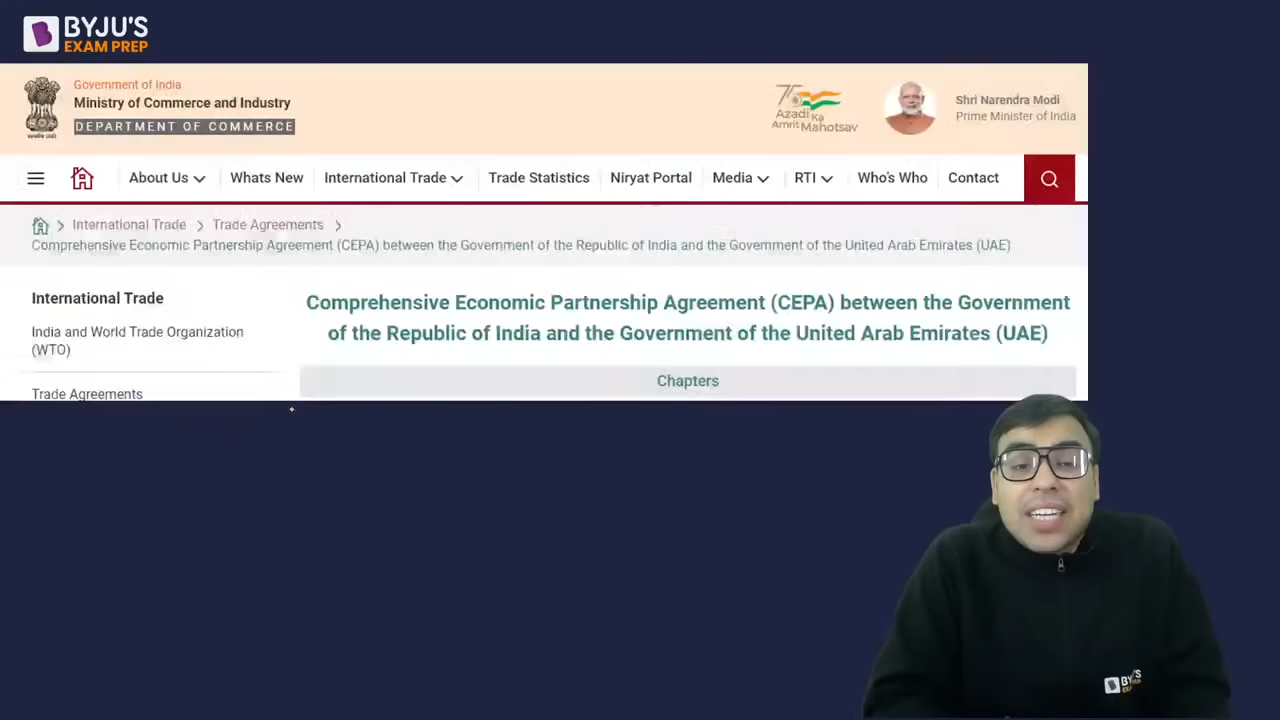 BYJU'S
EXAM PREP
Government of India
Ministry of Commerce and Industry
DEPARTMENT OF COMMERCE
Azadi Ka
Amrit Mahotsav
Shri Narendra Modi
Prime Minister of India
About Us
Whats New
International Trade
Trade Statistics
Niryat Portal
Media
RTI
Who's Who
Contact
International Trade
Trade Agreements
Comprehensive Economic Partnership Agreement (CEPA) between the Government of the Republic of India and the Government of the United Arab Emirates (UAE)
International Trade
India and World Trade Organization
(WTO)
Trade Agreements
Comprehensive Economic Partnership Agreement (CEPA) between the Government
of the Republic of India and the Government of the United Arab Emirates (UAE)
Chapters
BYJU'S